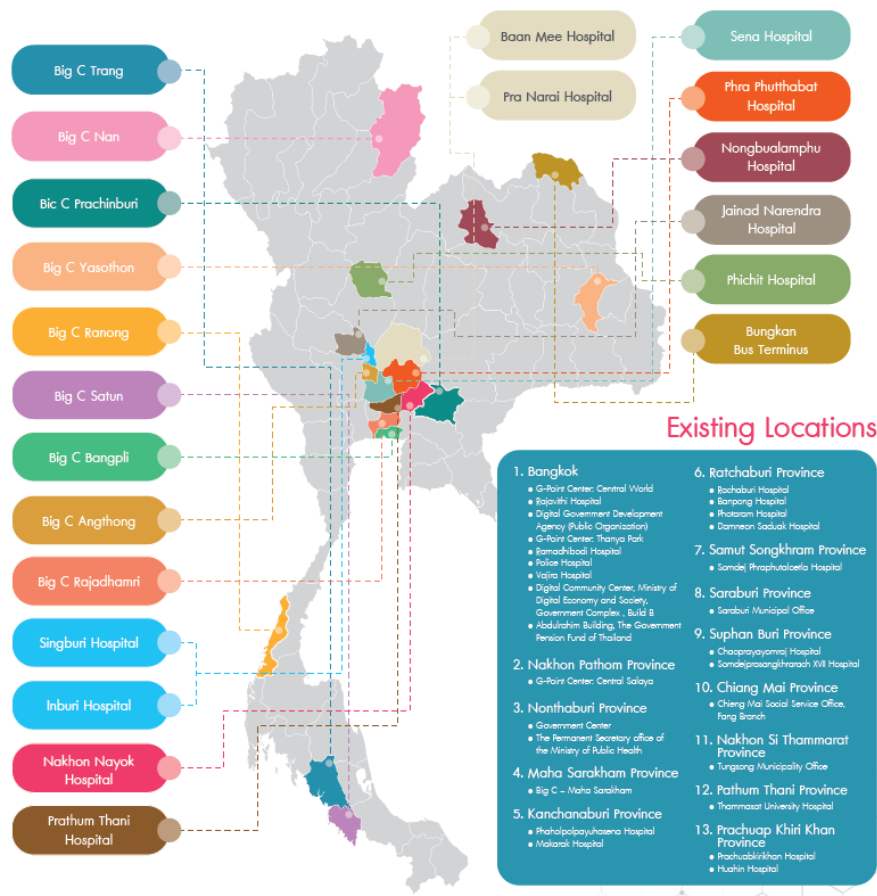 Big C Trang
Big C Nan
Bic C Prachinburi
Big C Yasothon
Big C Ranong
Big C Satun
Big C Bangpli
Big C Angthong
Big C Rajadhamri
Singburi Hospital
Inburi Hospital
Nakhon Nayok
Hospital
Prathum Thani
Hospital
Baan Mee Hospital
Pra Narai Hospital
Sena Hospital
Phra Phutthabat
Hospital
Nongbualamphu
Hospital
Jainad Narendra
Hospital
Phichit Hospital
Bungkan
Bus Terminus
Existing Locations
1. Bangkok
• G-Point Center: Central World
• Rajavithi Hospital
• Digital Government Development
Agency (Public Organization)
• G-Point Center: Thanya Park
• Ramadhibodi Hospital
• Police Hospital
• Vajira Hospital
• Digital Community Center, Ministry of
Digital Economy and Society,
Government Complex , Build B
• Abdulrahim Building, The Government
Pension Fund of Thailand
2. Nakhon Pathom Province
• G-Point Center: Central Salaya
3. Nonthaburi Province
• Government Center
• The Permanent Secretary office of
the Ministry of Public Health
4. Maha Sarakham Province
• Big C – Maha Sarakham
5. Kanchanaburi Province
• Phaholpolpayuhasena Hospital
• Makarak Hospital
6. Ratchaburi Province
• Rachaburi Hospital
• Banpong Hospital
• Photaram Hospital
• Damneon Saduak Hospital
7. Samut Songkhram Province
• Somdej Phraphutaloetla Hospital
8. Saraburi Province
• Saraburi Municipal Office
9. Suphan Buri Province
• Chaoprayayomraj Hospital
• Somdejprasangkhrarach XVII Hospital
10. Chiang Mai Province
• Chieng Mai Social Service Office,
Fang Branch
11. Nakhon Si Thammarat
Province
• Tungsong Municipality Office
12. Pathum Thani Province
• Thammasat University Hospital
13. Prachuap Khiri Khan
Province
• Prachuabkirikhan Hospital
• Huahin Hospital